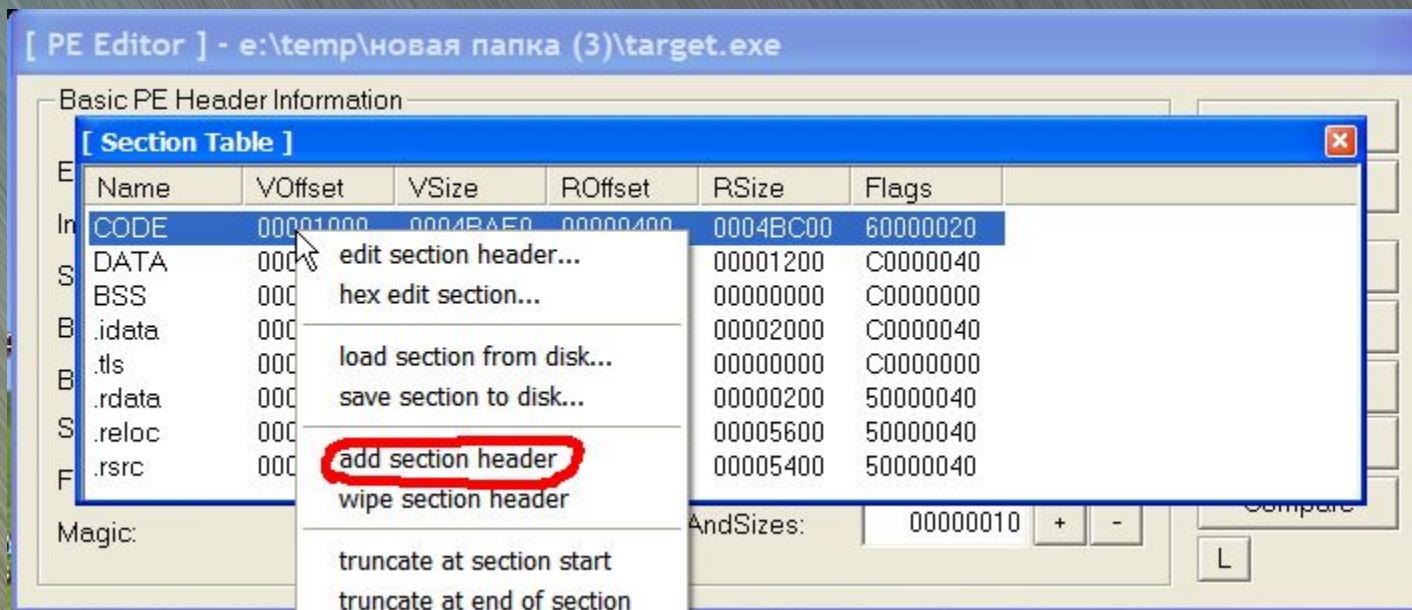 [ PE Editor ] - e:\temp\новая папка (3)\target.exe
Basic PE Header Information
[ Section Table ]
Name VOffset VSize ROffset RSize Flags
CODE 00001000 0004BAE0 00000400 0004BC00 60000020
DATA 000 00001200 C0000040
BSS 000 00000000 C0000000
.idata 000 00002000 C0000040
.tls 000 00000000 C0000000
.rdata 000 00000200 50000040
.reloc 000 00005600 50000040
.rsrc 000 00005400 50000040
edit section header...
hex edit section...
load section from disk...
save section to disk...
add section header
wipe section header
truncate at section start
truncate at end of section
E
In
S
B
B
S
F
Magic:
AndSizes: 00000010 + -
Compare
L